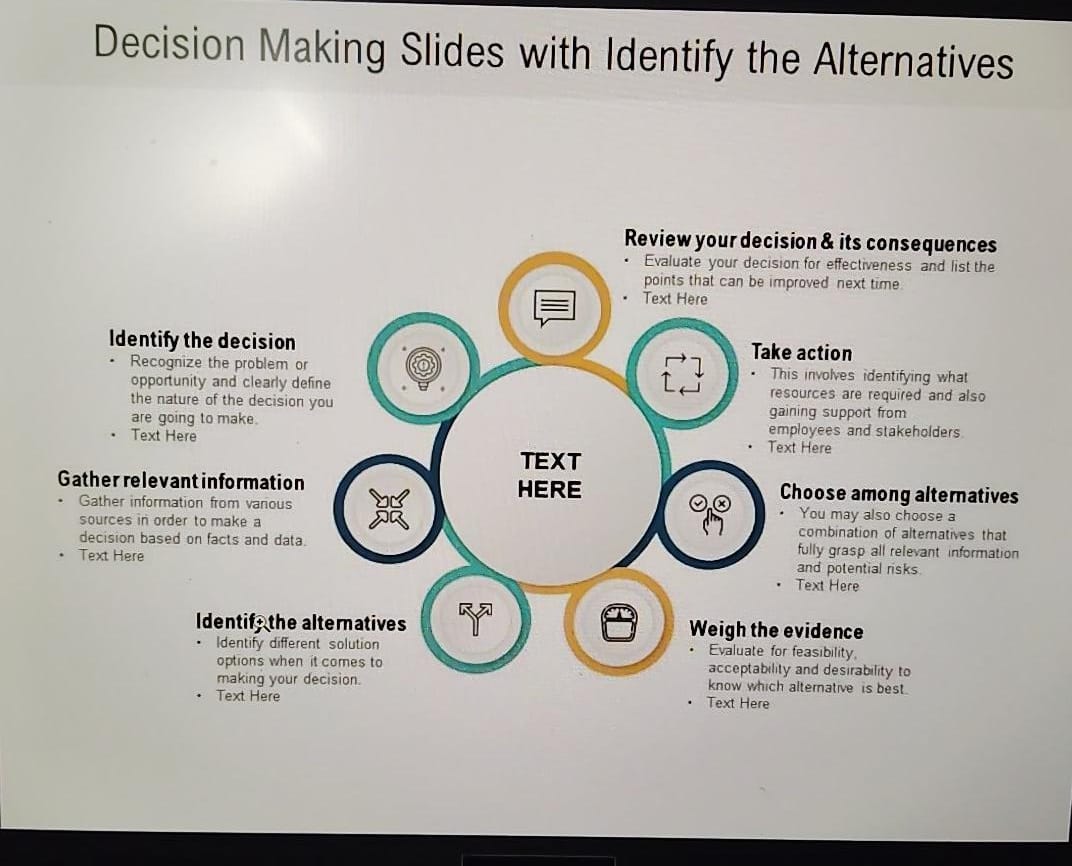 Decision Making Slides with Identify the Alternatives
Review your decision & its consequences
• Evaluate your decision for effectiveness and list the
points that can be improved next time.
• Text Here
Identify the decision
• Recognize the problem or
opportunity and clearly define
the nature of the decision you
are going to make.
• Text Here
Take action
• This involves identifying what
resources are required and also
gaining support from
employees and stakeholders.
• Text Here
TEXT
HERE
Gather relevant information
• Gather information from various
sources in order to make a
decision based on facts and data.
• Text Here
Choose among alternatives
• You may also choose a
combination of alternatives that
fully grasp all relevant information
and potential risks.
• Text Here
Identify the alternatives
• Identify different solution
options when it comes to
making your decision.
• Text Here
Weigh the evidence
• Evaluate for feasibility,
acceptability and desirability to
know which alternative is best.
• Text Here